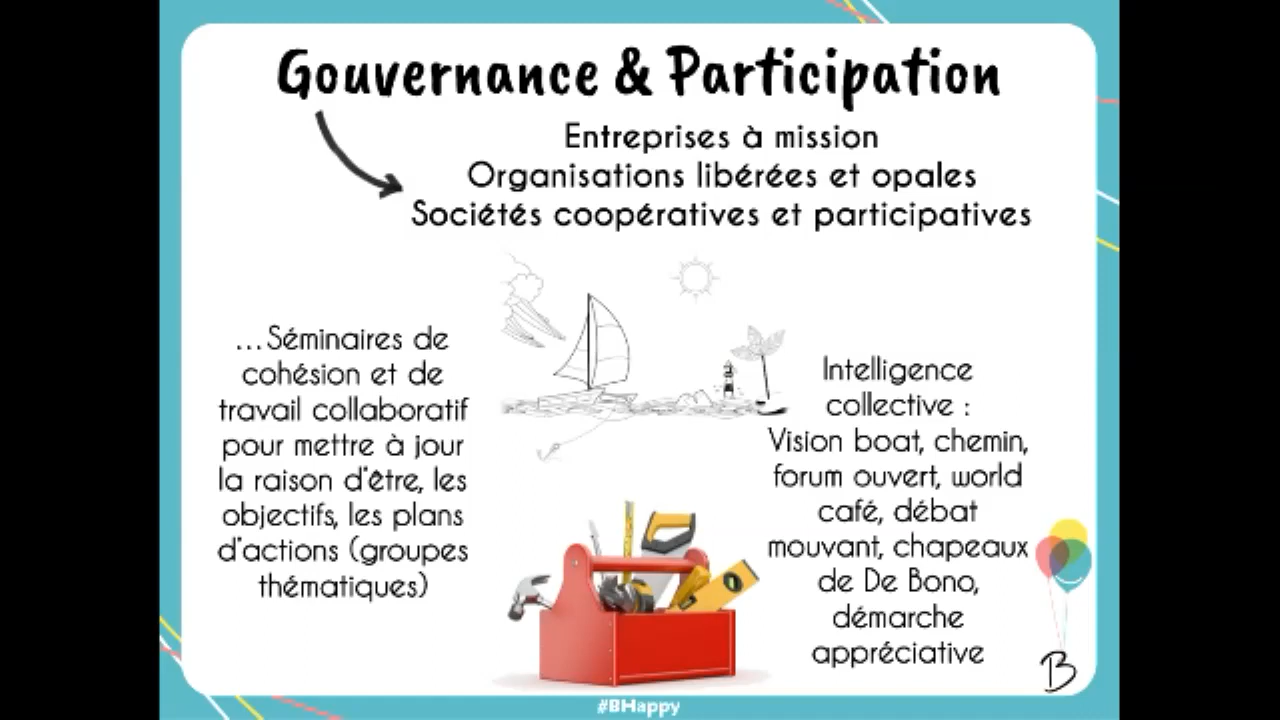 Gouvernance & Participation
Entreprises à mission
Organisations libérées et opales
Sociétés coopératives et participatives
...Séminaires de
cohésion et de
travail collaboratif
pour mettre à jour
la raison d'être, les
objectifs, les plans
d'actions (groupes
thématiques)
Intelligence
collective :
Vision boat, chemin,
forum ouvert, world
café, débat
mouvant, chapeaux
de De Bono,
démarche
appréciative
B
#BHappy